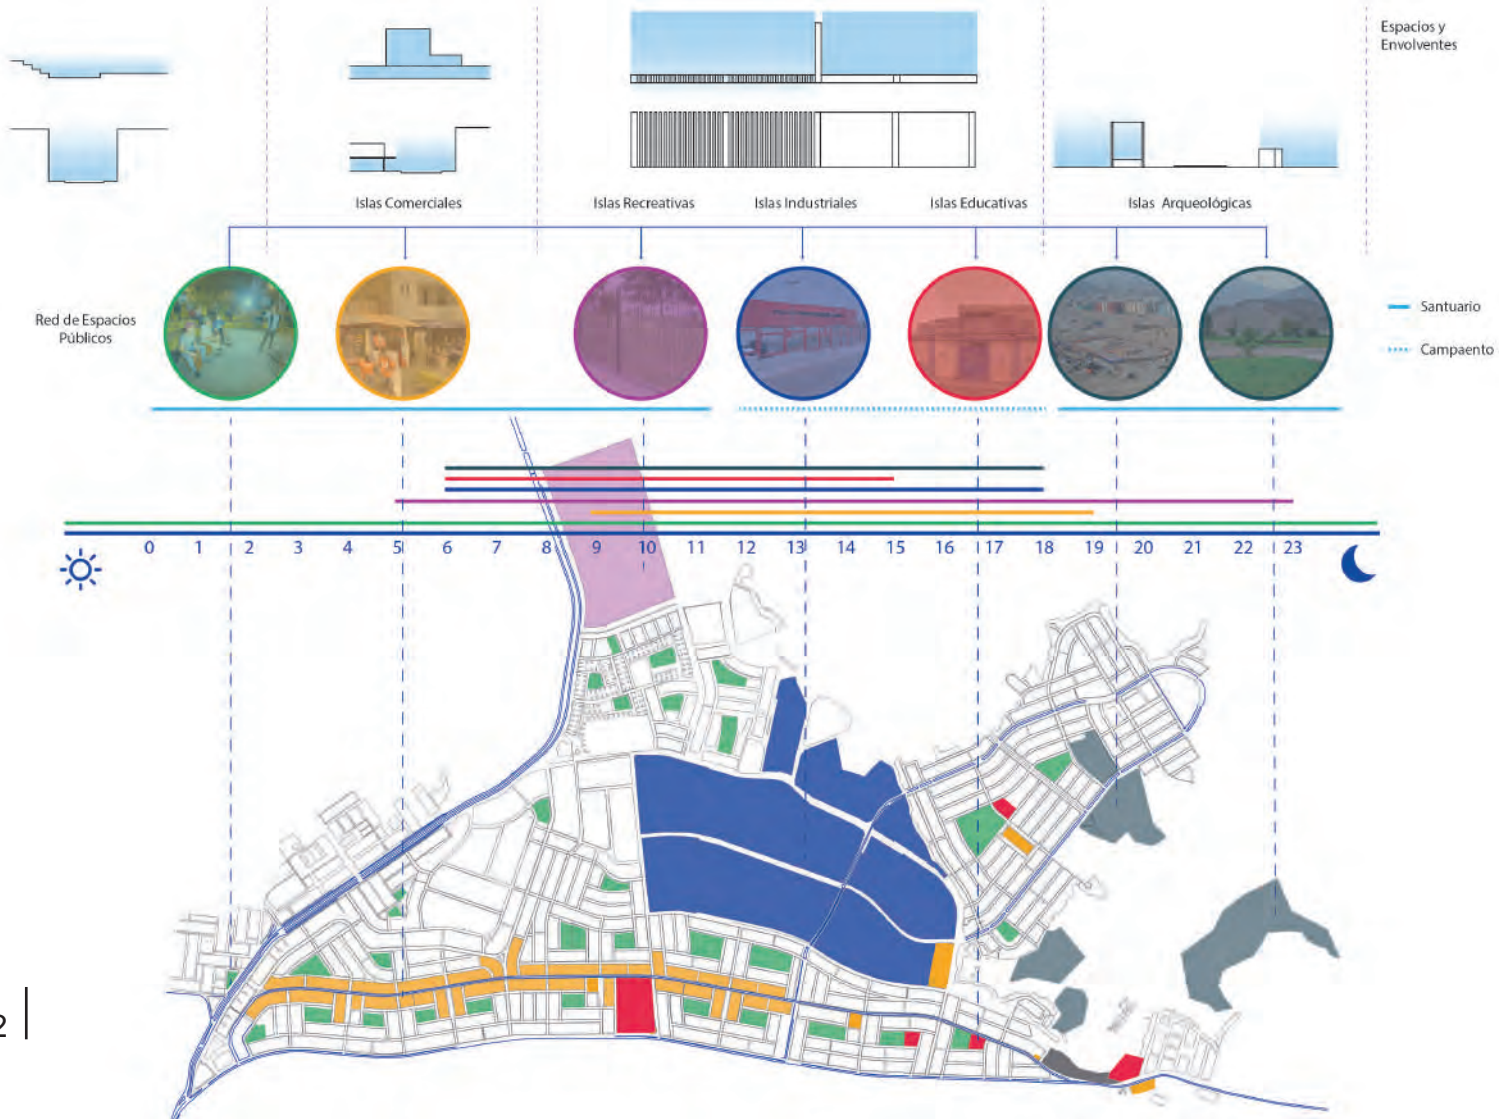 Espacios y
Envolventes
Islas Comerciales
Islas Recreativas
Islas Industriales
Islas Educativas
Islas Arqueológicas
Red de Espacios
Públicos
Santuario
Campaento
0 1 2 3 4 5 6 7 8 9 10 11 12 13 14 15 16 17 18 19 20 21 22 23
2